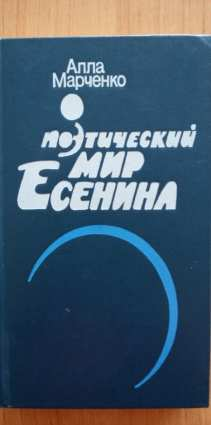 Алла
Марченко
поэтический
мир
Есенина